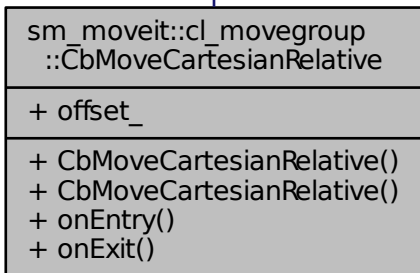 sm_moveit::cl_movegroup
::CbMoveCartesianRelative
+ offset_
+ CbMoveCartesianRelative()
+ CbMoveCartesianRelative()
+ onEntry()
+ onExit()